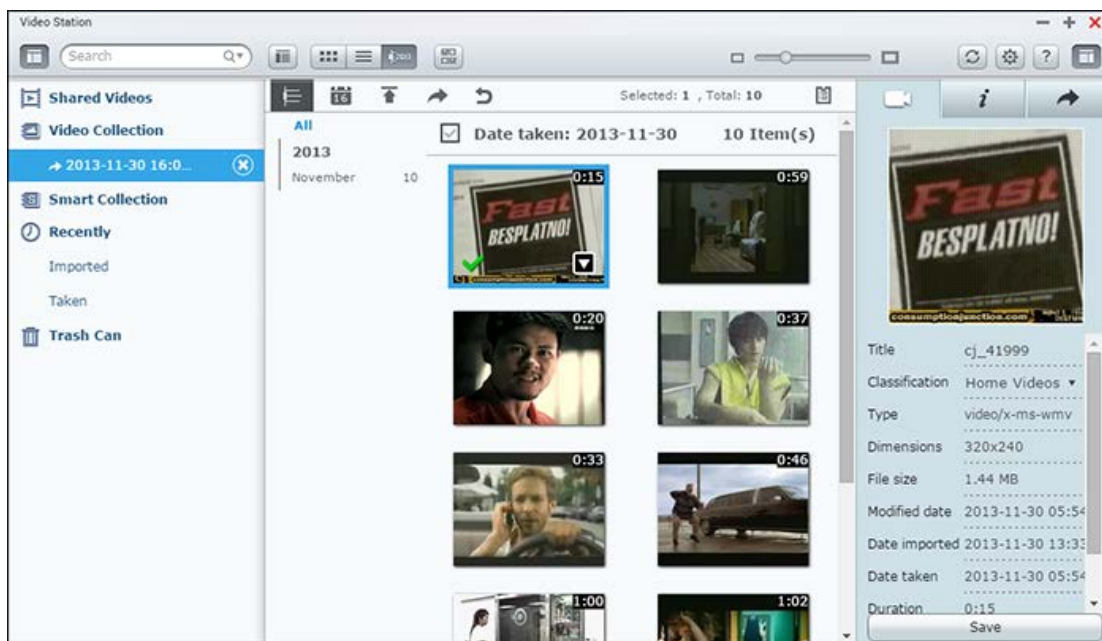 Video Station
Search
Shared Videos
Video Collection
2013-11-30 16:0...
Smart Collection
Recently
Imported
Taken
Trash Can
16
Selected: 1 , Total: 10
All
2013
November 10
Date taken: 2013-11-30 10 Item(s)
0:15
Fast
BESPLATNO!
0:59
0:20
0:37
0:33
0:46
1:00
1:02
?
i
Fast
BESPLATNO!
consumptionjunction.com
Title cj_41999
Classification Home Videos
Type video/x-ms-wmv
Dimensions 320x240
File size 1.44 MB
Modified date 2013-11-30 05:54
Date imported 2013-11-30 13:33
Date taken 2013-11-30 05:54
Duration 0:15
Save